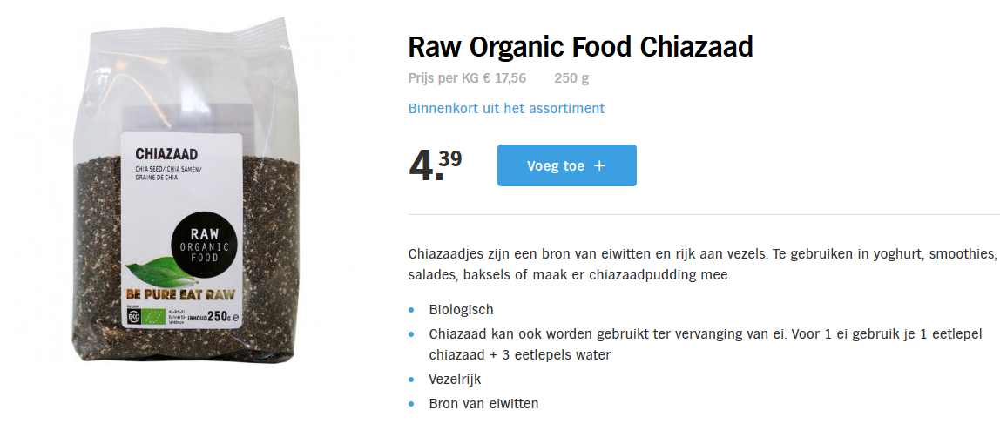 Raw Organic Food Chiazaad
Prijs per KG € 17,56 250 g
Binnenkort uit het assortiment
4.39
Voeg toe +
Chiazaadjes zijn een bron van eiwitten en rijk aan vezels. Te gebruiken in yoghurt, smoothies,
salades, baksels of maak er chiazaadpudding mee.
Biologisch
Chiazaad kan ook worden gebruikt ter vervanging van ei. Voor 1 ei gebruik je 1 eetlepel
chiazaad + 3 eetlepels water
Vezelrijk
Bron van eiwitten
CHIAZAAD
CHIA SEED/ CHIA SAMEN/
GRAINE DE CHIA
RAW
ORGANIC
FOOD
BE PURE EAT RAW
EKO
INHOUD 250G e